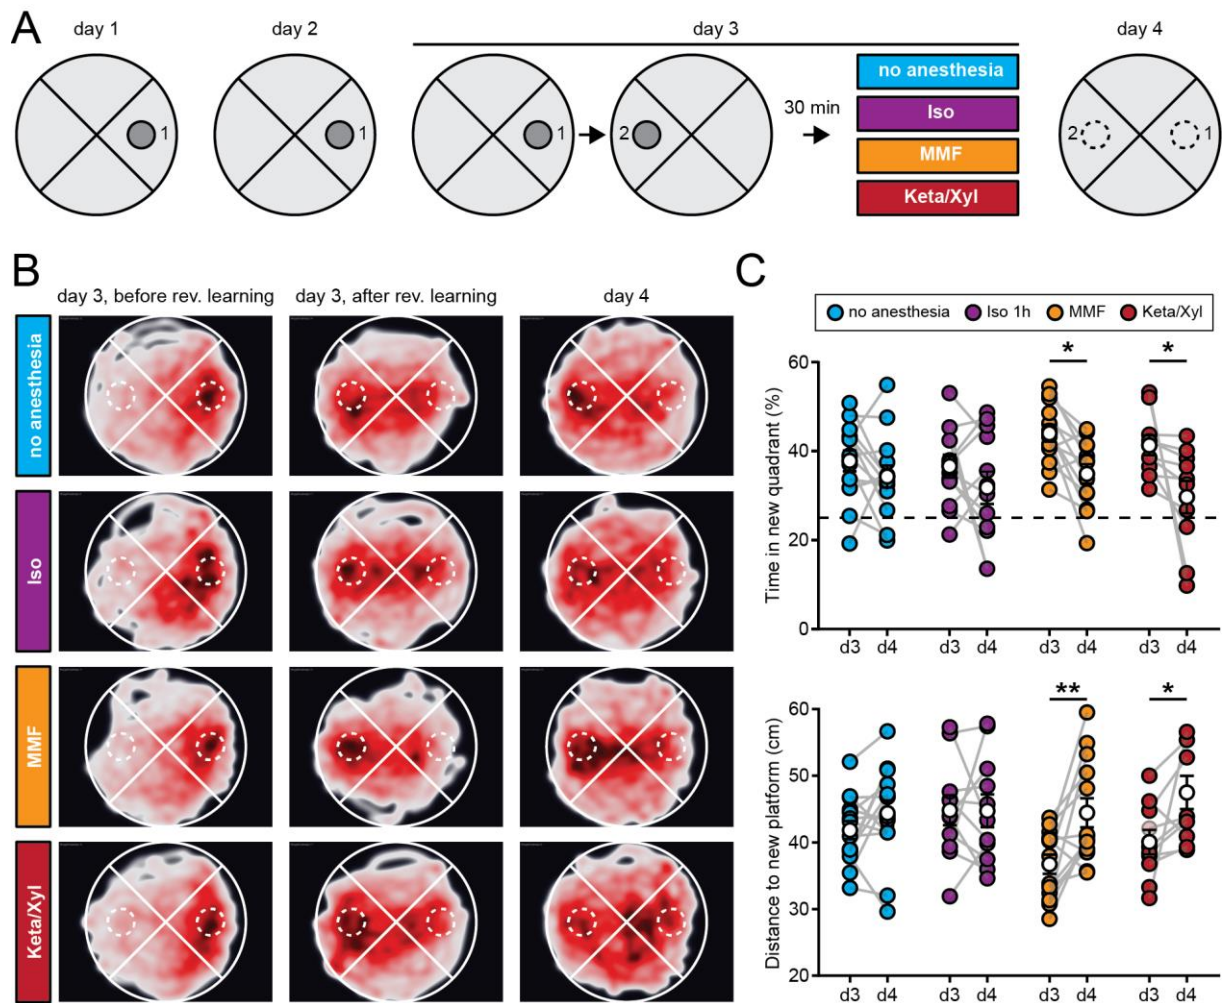 A
day 1
day 2
day 3
day 4
1
1
1
2
30 min
no anesthesia
Iso
MMF
Keta/Xyl
2
1
B
day 3, before rev. learning
day 3, after rev. learning
day 4
no anesthesia
Iso
MMF
Keta/Xyl
C
no anesthesia
Iso 1h
MMF
Keta/Xyl
Time in new quadrant (%)
60
40
20
0
*
*
d3 d4 d3 d4 d3 d4 d3 d4
Distance to new platform (cm)
60
50
40
30
20
**
*
d3 d4 d3 d4 d3 d4 d3 d4